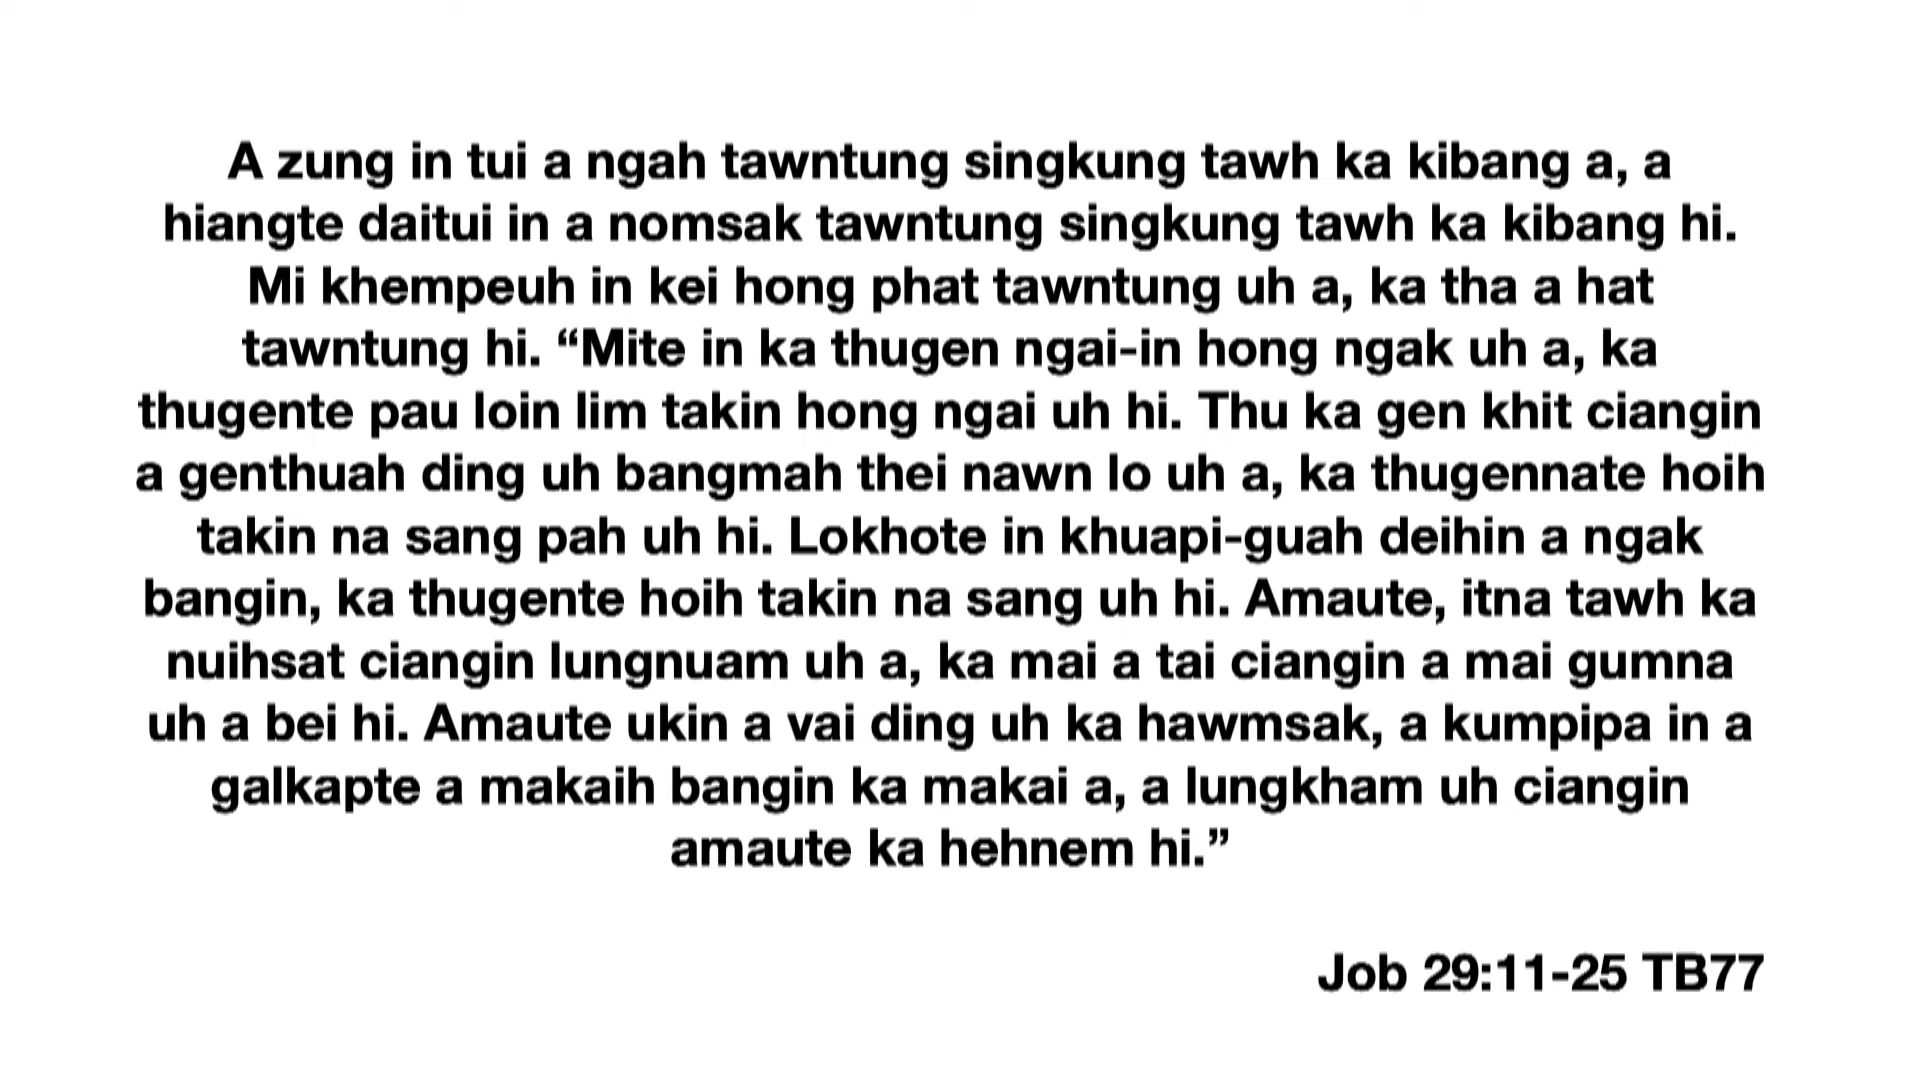 A zung in tui a ngah tawntung singkung tawh ka kibang a, a
hiangte daitui in a nomsak tawntung singkung tawh ka kibang hi.
Mi khempeuh in kei hong phat tawntung uh a, ka tha a hat
tawntung hi. “Mite in ka thugen ngai-in hong ngak uh a, ka
thugente pau loin lim takin hong ngai uh hi. Thu ka gen khit ciangin
a genthuah ding uh bangmah thei nawn lo uh a, ka thugennate hoih
takin na sang pah uh hi. Lokhote in khuapi-guah deihin a ngak
bangin, ka thugente hoih takin na sang uh hi. Amaute, itna tawh ka
nuihsat ciangin lungnuam uh a, ka mai a tai ciangin a mai gumna
uh a bei hi. Amaute ukin a vai ding uh ka hawmsak, a kumpipa in a
galkapte a makaih bangin ka makai a, a lungkham uh ciangin
amaute ka hehnem hi.”
Job 29:11-25 TB77